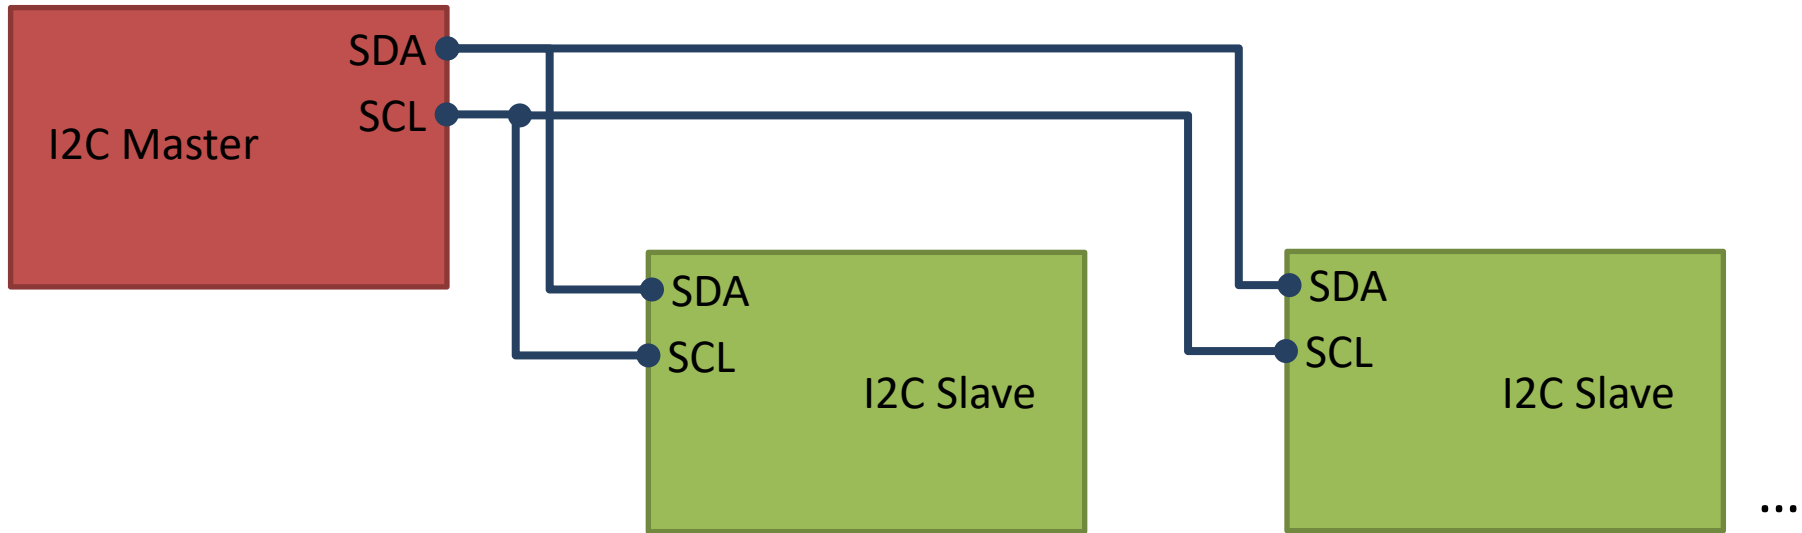 SDA
SCL
I2C Master
SDA
SCL
I2C Slave
SDA
SCL
I2C Slave
...